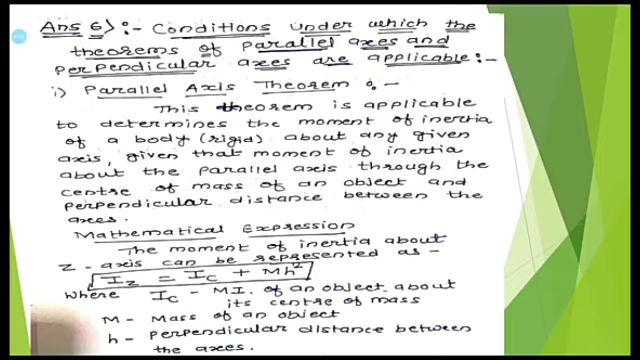 Ans 6) :- Conditions under which the
theorems of parallel axes and
perpendicular axes are applicable :-
i) Parallel Axis Theorem :-
This theorem is applicable
to determines the moment of inertia
of a body (rigid) about any given
axis, given that moment of inertia
about the parallel axis through the
centre of mass of an object and
perpendicular distance between the
axes.
Mathematical Expression
The moment of inertia about
Z-axis can be represented as -
I_Z = I_C + Mh²
where I_C - MI. of an object about
its centre of mass
M - Mass of an object
h - perpendicular distance between
the axes.